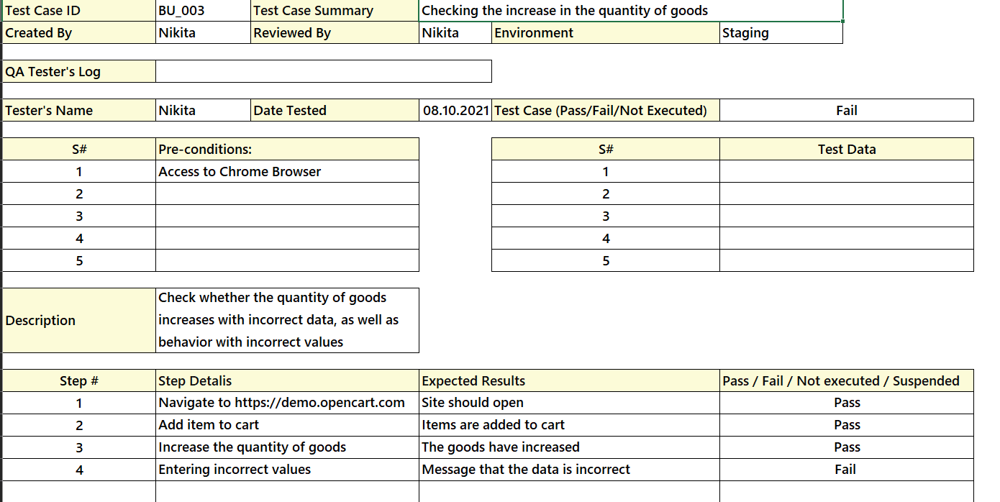 Test Case ID BU_003 Test Case Summary Checking the increase in the quantity of goods
Created By Nikita Reviewed By Nikita Environment Staging
QA Tester's Log
Tester's Name Nikita Date Tested 08.10.2021 Test Case (Pass/Fail/Not Executed) Fail
S# Pre-conditions: S# Test Data
1 Access to Chrome Browser 1
2 2
3 3
4 4
5 5
Description
Check whether the quantity of goods
increases with incorrect data, as well as
behavior with incorrect values
Step # Step Detalis Expected Results Pass / Fail / Not executed / Suspended
1 Navigate to https://demo.opencart.com Site should open Pass
2 Add item to cart Items are added to cart Pass
3 Increase the quantity of goods The goods have increased Pass
4 Entering incorrect values Message that the data is incorrect Fail